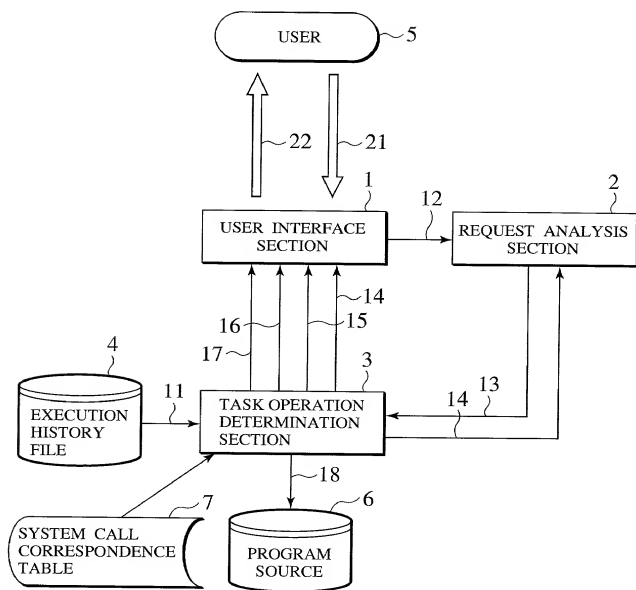 USER
5
22
21
1
2
12
USER INTERFACE
SECTION
REQUEST ANALYSIS
SECTION
14
16
15
17
4
3
11
13
EXECUTION
HISTORY
FILE
TASK OPERATION
DETERMINATION
SECTION
14
18
7
6
SYSTEM CALL
CORRESPONDENCE
TABLE
PROGRAM
SOURCE